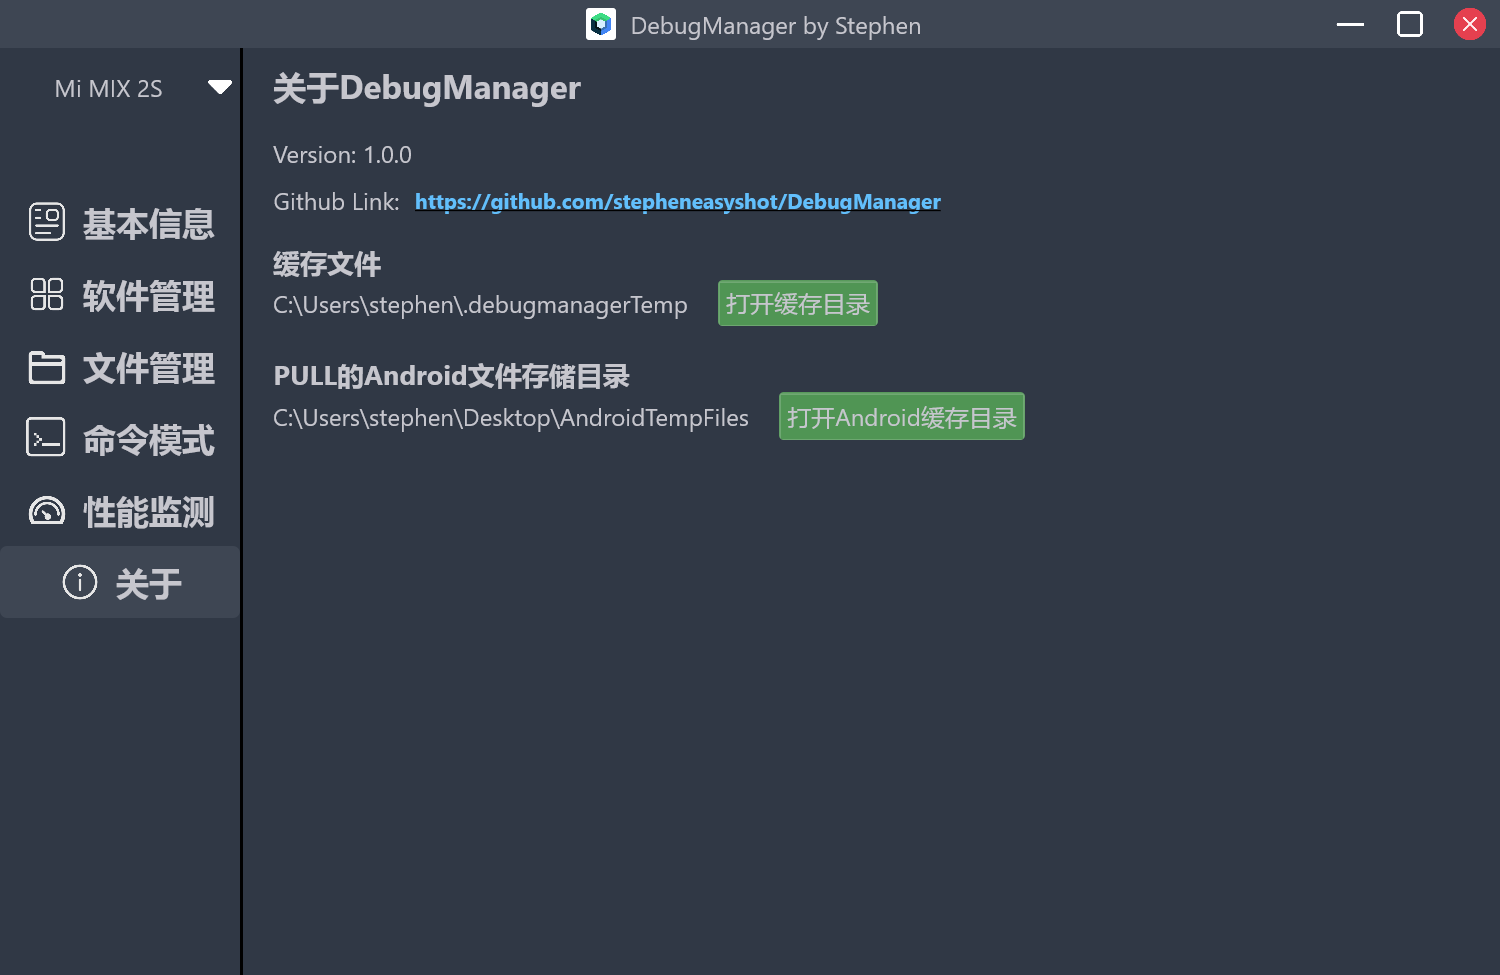 DebugManager by Stephen
Mi MIX 2S
基本信息
软件管理
文件管理
命令模式
性能监测
关于
关于DebugManager
Version: 1.0.0
Github Link: https://github.com/stepheneasyshot/DebugManager
缓存文件
C:\Users\stephen\.debugmanagerTemp 打开缓存目录
PULL的Android文件存储目录
C:\Users\stephen\Desktop\AndroidTempFiles 打开Android缓存目录